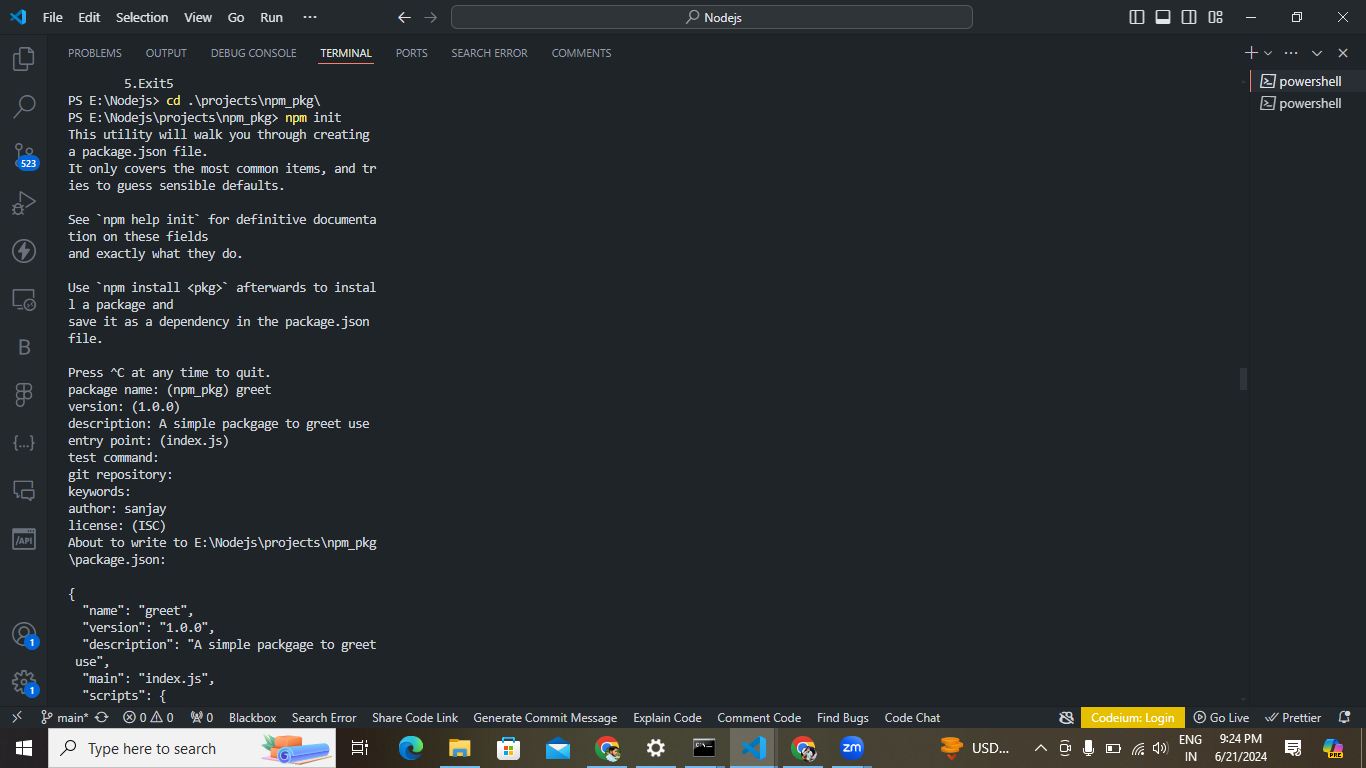 File Edit Selection View Go Run ··· Nodejs
PROBLEMS OUTPUT DEBUG CONSOLE TERMINAL PORTS SEARCH ERROR COMMENTS
powershell
powershell
5.Exit5
PS E:\Nodejs> cd .\projects\npm_pkg\
PS E:\Nodejs\projects\npm_pkg> npm init
This utility will walk you through creating
a package.json file.
It only covers the most common items, and tr
ies to guess sensible defaults.
See `npm help init` for definitive documenta
tion on these fields
and exactly what they do.
Use `npm install <pkg>` afterwards to instal
l a package and
save it as a dependency in the package.json
file.
Press ^C at any time to quit.
package name: (npm_pkg) greet
version: (1.0.0)
description: A simple packgage to greet use
entry point: (index.js)
test command:
git repository:
keywords:
author: sanjay
license: (ISC)
About to write to E:\Nodejs\projects\npm_pkg
\package.json:
{
"name": "greet",
"version": "1.0.0",
"description": "A simple packgage to greet
use",
"main": "index.js",
"scripts": {
523
B
{...}
/API
1
1
main* 0 0 0 Blackbox Search Error Share Code Link Generate Commit Message Explain Code Comment Code Find Bugs Code Chat Codeium: Login Go Live Prettier
Type here to search zm USD... ENG IN 9:24 PM 6/21/2024 PRE